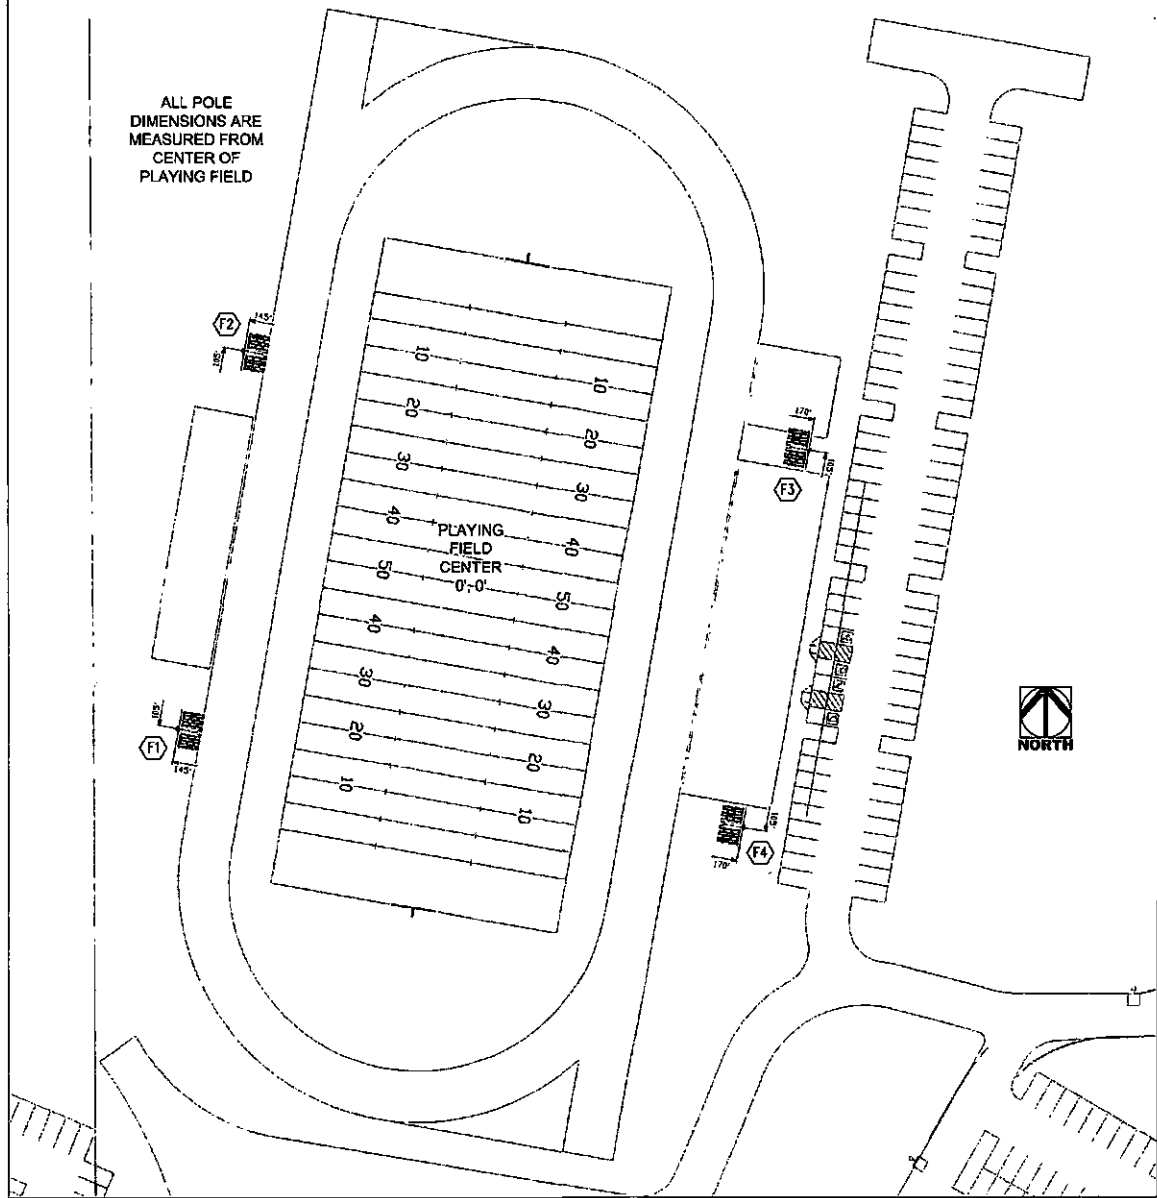 ALL POLE
DIMENSIONS ARE
MEASURED FROM
CENTER OF
PLAYING FIELD
F2
145'
105'
10
10
20
20
170'
F3
105'
30
30
40
40
PLAYING
FIELD
CENTER
0',0'
50
50
40
40
30
30
105'
F1
145'
20
20
10
10
105'
F4
170'
NORTH